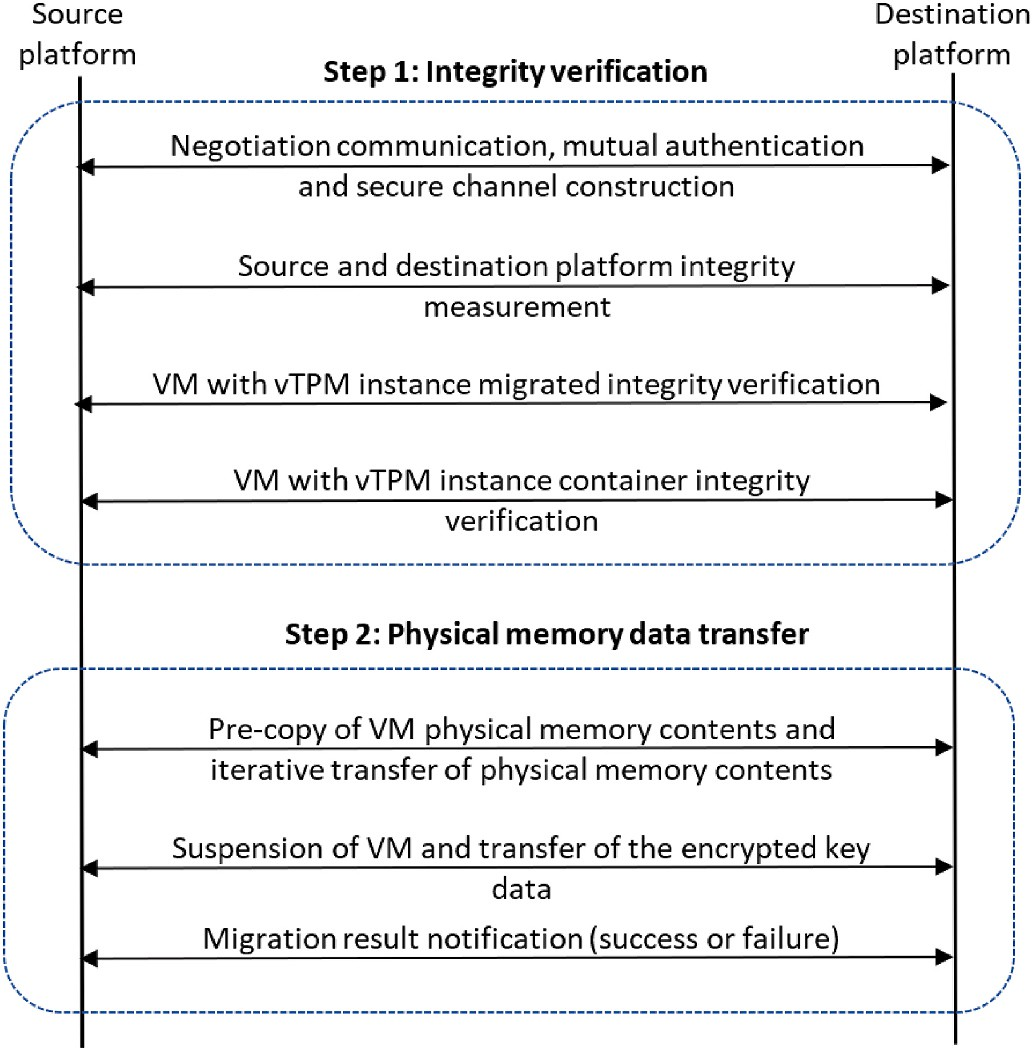 Source
platform
Destination
platform
Step 1: Integrity verification
Negotiation communication, mutual authentication
and secure channel construction
Source and destination platform integrity
measurement
VM with vTPM instance migrated integrity verification
VM with vTPM instance container integrity
verification
Step 2: Physical memory data transfer
Pre-copy of VM physical memory contents and
iterative transfer of physical memory contents
Suspension of VM and transfer of the encrypted key
data
Migration result notification (success or failure)